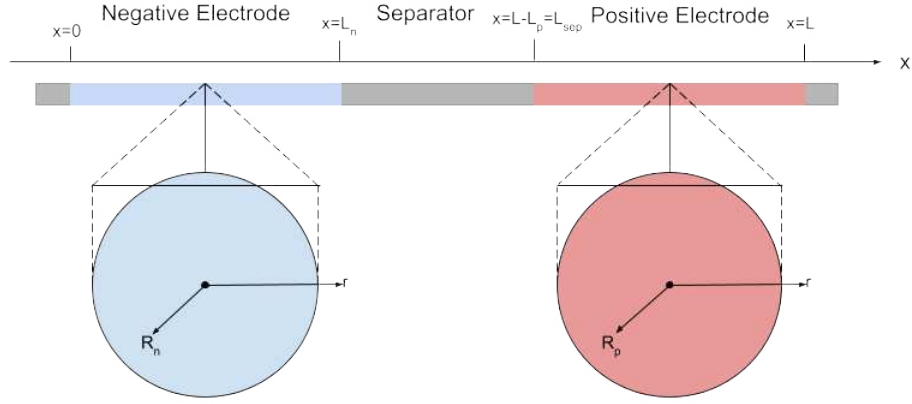 Negative Electrode
Separator
Positive Electrode
x=0
x=Lₙ
x=L-Lₚ=Lₛₑₚ
x=L
x
r
Rₙ
r
Rₚ